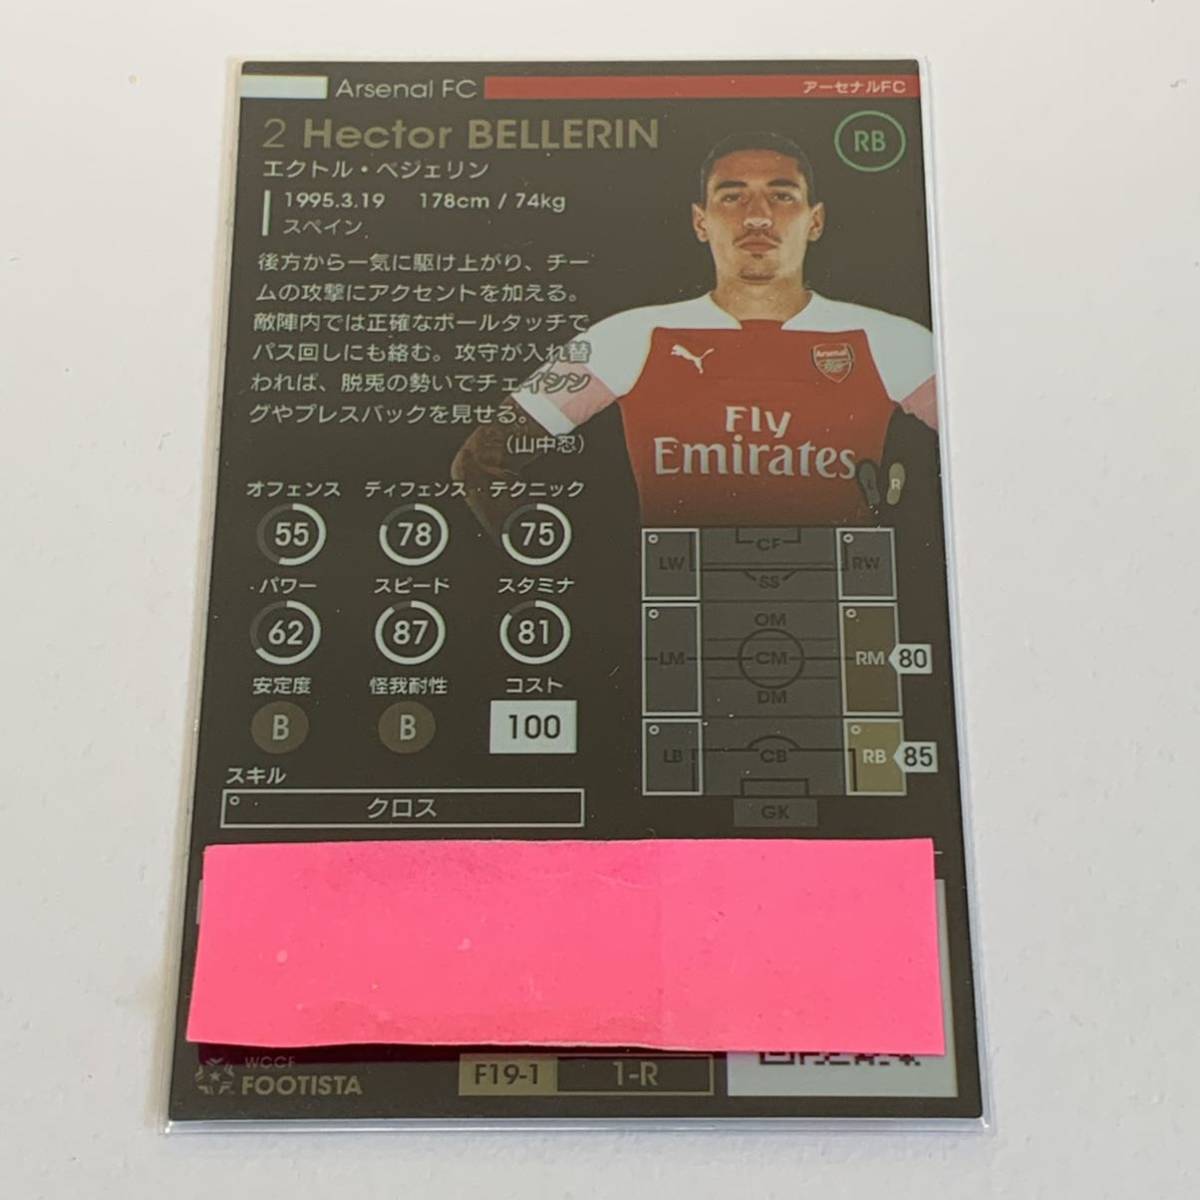 Arsenal FC
アーセナルFC
2 Hector BELLERIN
RB
エクトル・ベジェリン
1995.3.19 178cm / 74kg
スペイン
後方から一気に駆け上がり、チー
ムの攻撃にアクセントを加える。
敵陣内では正確なボールタッチで
パス回しにも絡む。攻守が入れ替
われば、脱兎の勢いでチェイシン
グやプレスバックを見せる。
(山中忍)
Arsenal
Fly
Emirates
L R
オフェンス ディフェンス テクニック
55 78 75
パワー スピード スタミナ
62 87 81
安定度 怪我耐性 コスト
B B 100
スキル
クロス
CF
LW RW
SS
OM
LM CM RM 80
DM
LB CB RB 85
GK
WCCF
FOOTISTA
F19-1 1-R